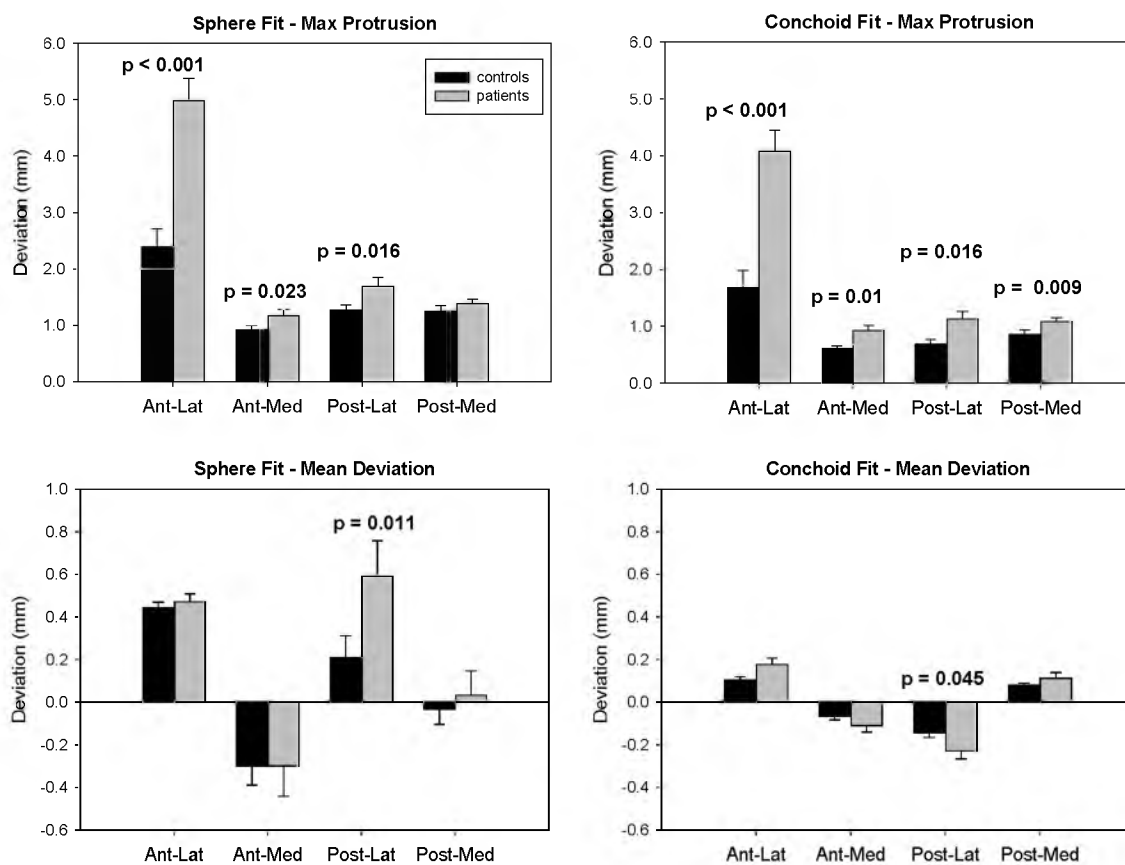 Sphere Fit - Max Protrusion
Deviation (mm)
6.0
5.0
4.0
3.0
2.0
1.0
0.0
p < 0.001
p = 0.023
p = 0.016
controls
patients
Ant-Lat Ant-Med Post-Lat Post-Med
Conchoid Fit - Max Protrusion
Deviation (mm)
6.0
5.0
4.0
3.0
2.0
1.0
0.0
p < 0.001
p = 0.01
p = 0.016
p = 0.009
Ant-Lat Ant-Med Post-Lat Post-Med
Sphere Fit - Mean Deviation
Deviation (mm)
1.0
0.8
0.6
0.4
0.2
0.0
-0.2
-0.4
-0.6
p = 0.011
Ant-Lat Ant-Med Post-Lat Post-Med
Conchoid Fit - Mean Deviation
Deviation (mm)
1.0
0.8
0.6
0.4
0.2
0.0
-0.2
-0.4
-0.6
p = 0.045
Ant-Lat Ant-Med Post-Lat Post-Med